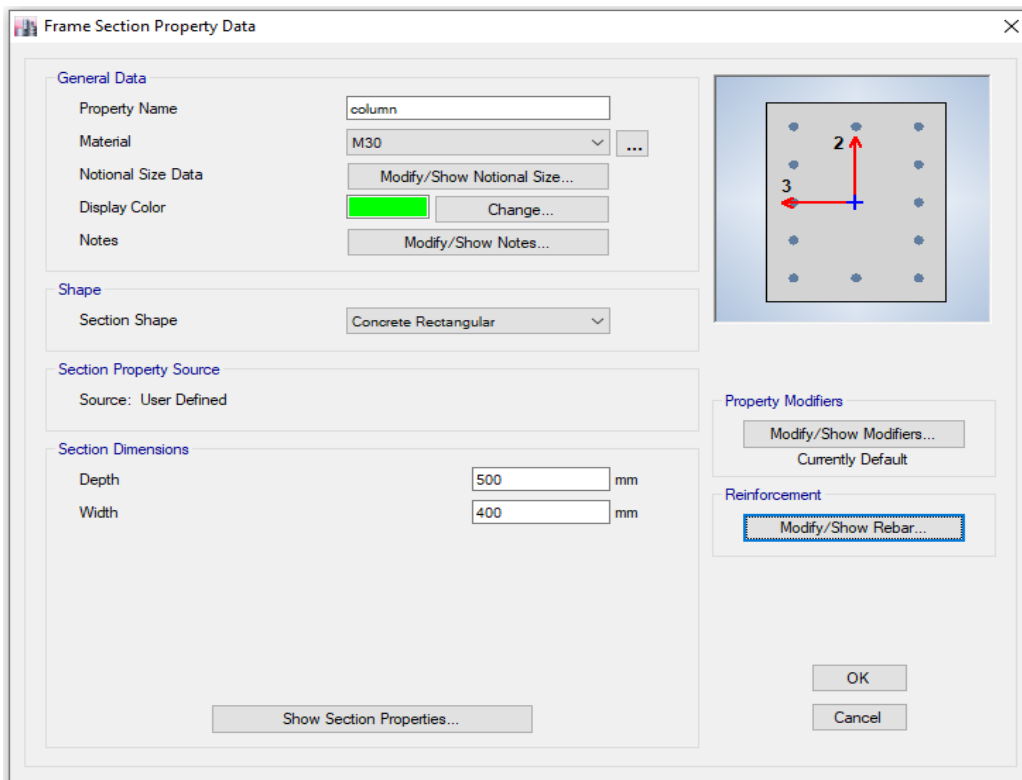 Frame Section Property Data
General Data
Property Name column
Material M30 ...
Notional Size Data Modify/Show Notional Size...
Display Color Change...
Notes Modify/Show Notes...
Shape
Section Shape Concrete Rectangular
Section Property Source
Source: User Defined
Section Dimensions
Depth 500 mm
Width 400 mm
Show Section Properties...
2
3
Property Modifiers
Modify/Show Modifiers...
Currently Default
Reinforcement
Modify/Show Rebar...
OK
Cancel